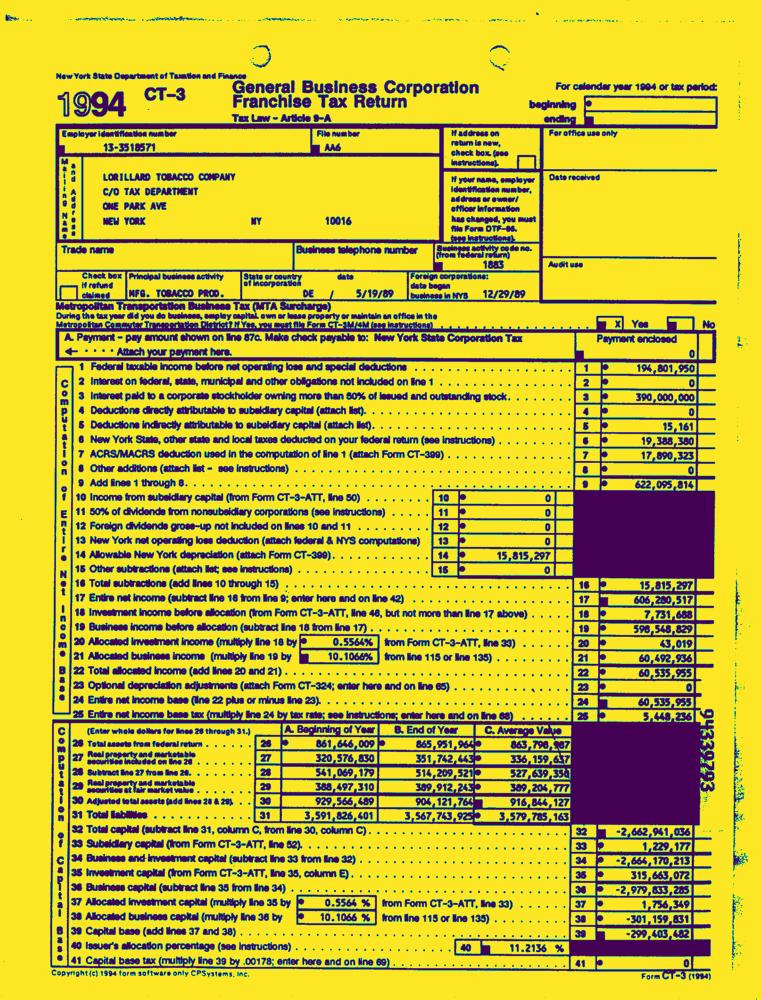 New York State Department of Taxation and Finance
1994 CT-3 General Business Corporation
Franchise Tax Return
Tax Law - Article 9-A
For calendar year 1994 or tax period:
beginning
ending
Employer identification number
13-3518571
File number
AA6
If address on return is new, check box. (see instructions).
For office use only
Mailing Name and Address
LORILLARD TOBACCO COMPANY
C/O TAX DEPARTMENT
ONE PARK AVE
NEW YORK NY 10016
If your name, employer identification number, address or owner/officer information has changed, you must file Form DTF-95. (see instructions).
Date received
Trade name
Business telephone number
Business activity code no. (from federal return)
1883
Audit use
Check box if refund claimed
Principal business activity
MFG. TOBACCO PROD.
State or country of incorporation
DE
date
/ 5/19/89
Foreign corporations: date began business in NYS 12/29/89
Metropolitan Transportation Business Tax (MTA Surcharge)
During the tax year did you do business, employ capital, own or lease property or maintain an office in the
Metropolitan Commuter Transportation District? If Yes, you must file Form CT-3M/4M (see instructions) X Yes No
A. Payment - pay amount shown on line 87c. Make check payable to: New York State Corporation Tax Payment enclosed
Attach your payment here. 0
Computation of Entire Net Income Base
1 Federal taxable income before net operating loss and special deductions 1 194,801,950
2 Interest on federal, state, municipal and other obligations not included on line 1 2 0
3 Interest paid to a corporate stockholder owning more than 50% of issued and outstanding stock. 3 390,000,000
4 Deductions directly attributable to subsidiary capital (attach list). 4 0
5 Deductions indirectly attributable to subsidiary capital (attach list). 5 15,161
6 New York State, other state and local taxes deducted on your federal return (see instructions) 6 19,388,380
7 ACRS/MACRS deduction used in the computation of line 1 (attach Form CT-399) 7 17,890,323
8 Other additions (attach list - see instructions) 8 0
9 Add lines 1 through 8. 9 622,095,814
10 Income from subsidiary capital (from Form CT-3-ATT, line 50) 10 0
11 50% of dividends from nonsubsidiary corporations (see instructions) 11 0
12 Foreign dividends gross-up not included on lines 10 and 11 12 0
13 New York net operating loss deduction (attach federal & NYS computations) 13 0
14 Allowable New York depreciation (attach Form CT-399). 14 15,815,297
15 Other subtractions (attach list; see instructions) 15 0
16 Total subtractions (add lines 10 through 15) 16 15,815,297
17 Entire net income (subtract line 16 from line 9; enter here and on line 42) 17 606,280,517
18 Investment income before allocation (from Form CT-3-ATT, line 46, but not more than line 17 above) 18 7,731,688
19 Business income before allocation (subtract line 18 from line 17) 19 598,548,829
20 Allocated investment income (multiply line 18 by 0.5564% from Form CT-3-ATT, line 33) 20 43,019
21 Allocated business income (multiply line 19 by 10.1066% from line 115 or line 135) 21 60,492,936
22 Total allocated income (add lines 20 and 21) 22 60,535,955
23 Optional depreciation adjustments (attach Form CT-324; enter here and on line 65) 23 0
24 Entire net income base (line 22 plus or minus line 23). 24 60,535,955
25 Entire net income base tax (multiply line 24 by tax rate; see instructions; enter here and on line 68) 25 5,448,236
Computation of Capital Base
(Enter whole dollars for lines 26 through 31.) A. Beginning of Year B. End of Year C. Average Value
26 Total assets from federal return 26 861,646,009 865,951,964 863,798,987
27 Real property and marketable securities included on line 26 27 320,576,830 351,742,443 336,159,637
28 Subtract line 27 from line 26. 28 541,069,179 514,209,521 527,639,350
29 Real property and marketable securities at fair market value 29 388,497,310 389,912,243 389,204,777
30 Adjusted total assets (add lines 28 & 29). 30 929,566,489 904,121,764 916,844,127
31 Total liabilities 31 3,591,826,401 3,567,743,925 3,579,785,163
32 Total capital (subtract line 31, column C, from line 30, column C) 32 -2,662,941,036
33 Subsidiary capital (from Form CT-3-ATT, line 52). 33 1,229,177
34 Business and investment capital (subtract line 33 from line 32) 34 -2,664,170,213
35 Investment capital (from Form CT-3-ATT, line 35, column E) 35 315,663,072
36 Business capital (subtract line 35 from line 34) 36 -2,979,833,285
37 Allocated investment capital (multiply line 35 by 0.5564 % from Form CT-3-ATT, line 33) 37 1,756,349
38 Allocated business capital (multiply line 36 by 10.1066 % from line 115 or line 135) 38 -301,159,831
39 Capital base (add lines 37 and 38) 39 -299,403,482
40 Issuer's allocation percentage (see instructions) 40 11.2136 %
41 Capital base tax (multiply line 39 by .00178; enter here and on line 69) 41 0
Copyright (c) 1994 form software only CPSystems, Inc. Form CT-3 (1994)
94339793